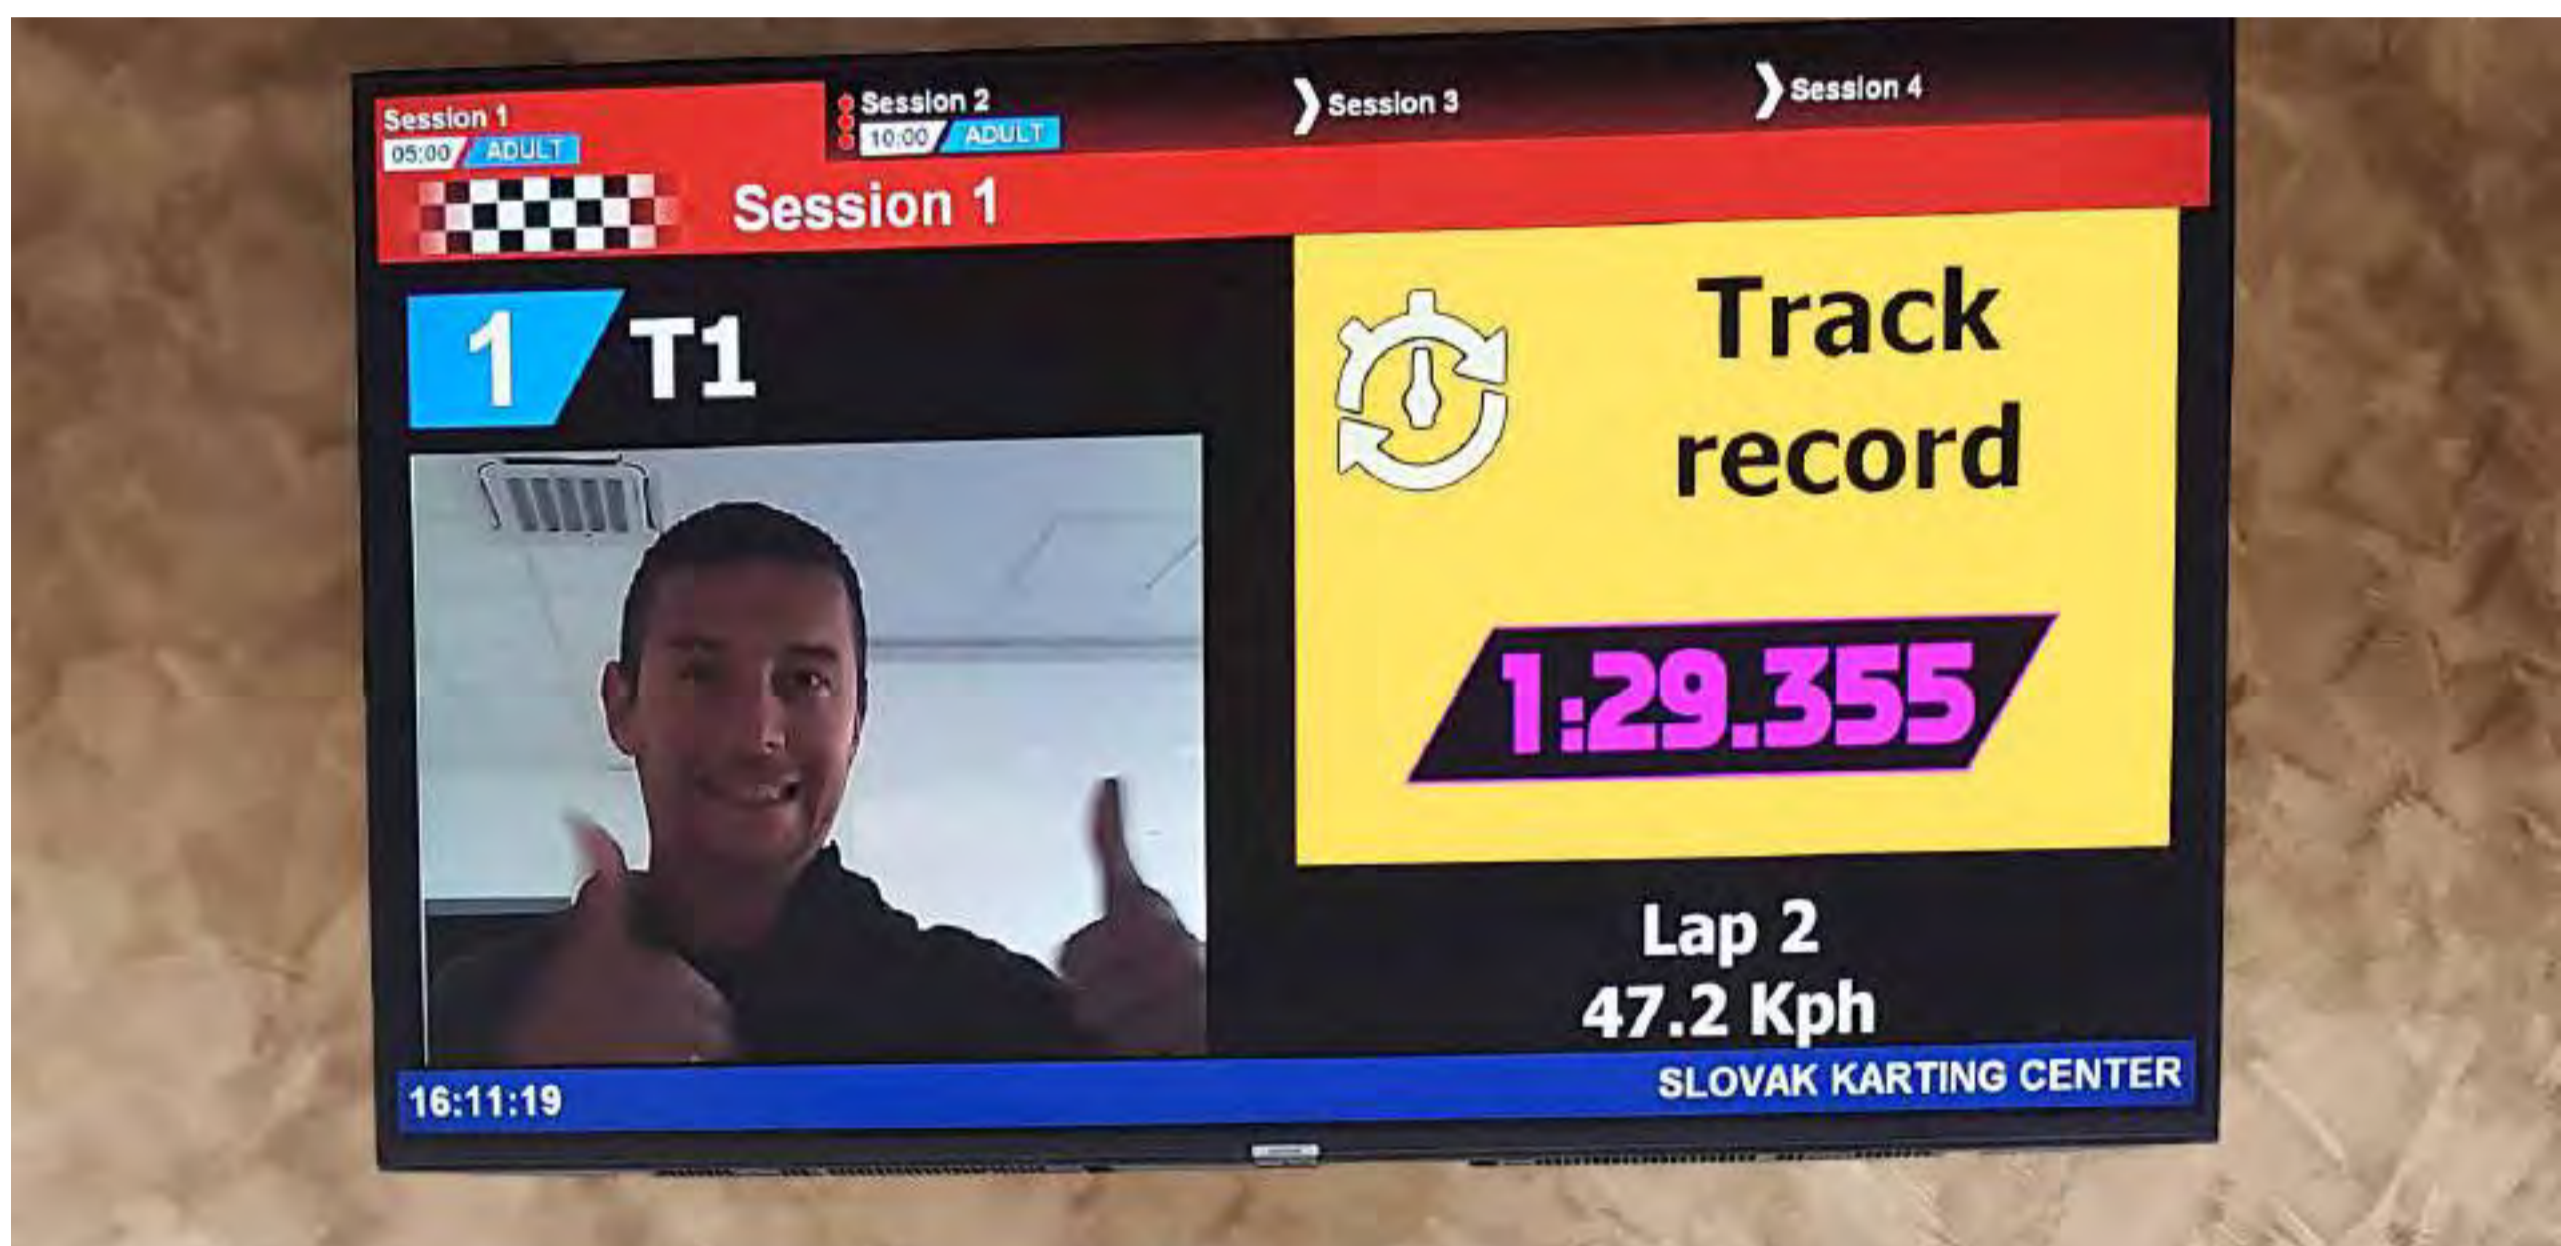 Session 1
05:00 ADULT
Session 2
10:00 ADULT
Session 3
Session 4
Session 1
1 T1
Track
record
1:29.355
Lap 2
47.2 Kph
16:11:19
SLOVAK KARTING CENTER